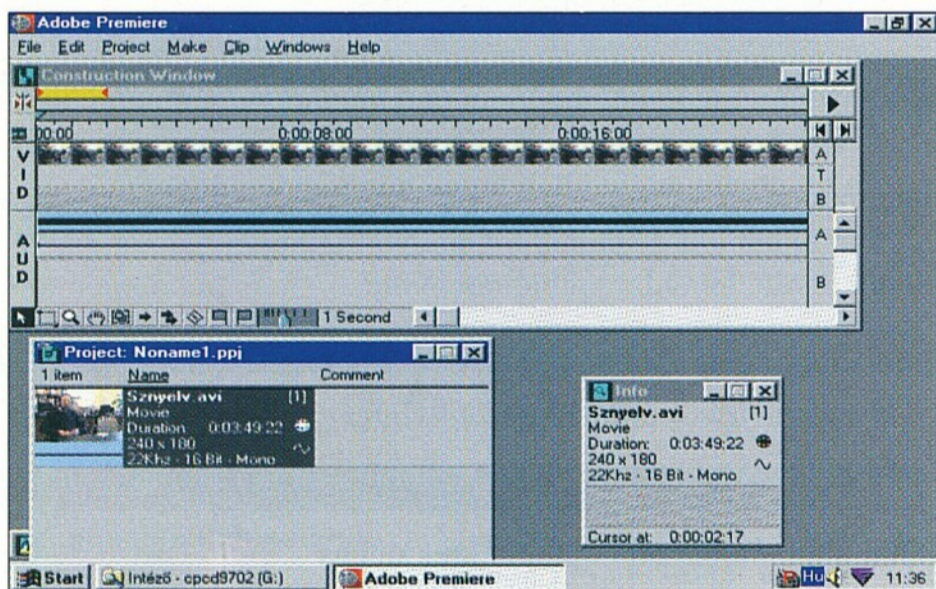 Adobe Premiere
File Edit Project Make Clip Windows Help
Construction Window
00:00 0:00:08:00 0:00:16:00
VID
A
T
B
AUD
A
B
1 Second
Project: Noname1.ppj
1 item Name Comment
Sznyelv.avi [1]
Movie
Duration 0:03:49:22
240 x 180
22Khz - 16 Bit - Mono
Info
Sznyelv.avi [1]
Movie
Duration: 0:03:49:22
240 x 180
22Khz - 16 Bit - Mono
Cursor at: 0:00:02:17
Start Intéző - cpcd9702 (G:) Adobe Premiere Hu 11:36